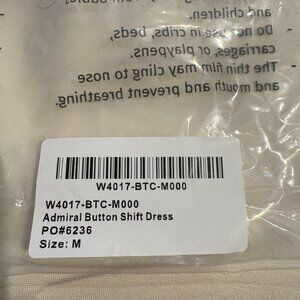 and children.
Do not use in cribs, beds,
carriages, or playpens.
The thin film may cling to nose
and mouth and prevent breathing.
W4017-BTC-M000
W4017-BTC-M000
Admiral Button Shift Dress
PO#6236
Size: M